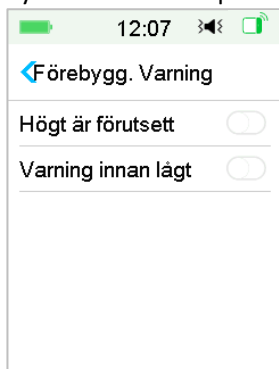 12:07
Förebygg. Varning
Högt är förutsett
Varning innan lågt